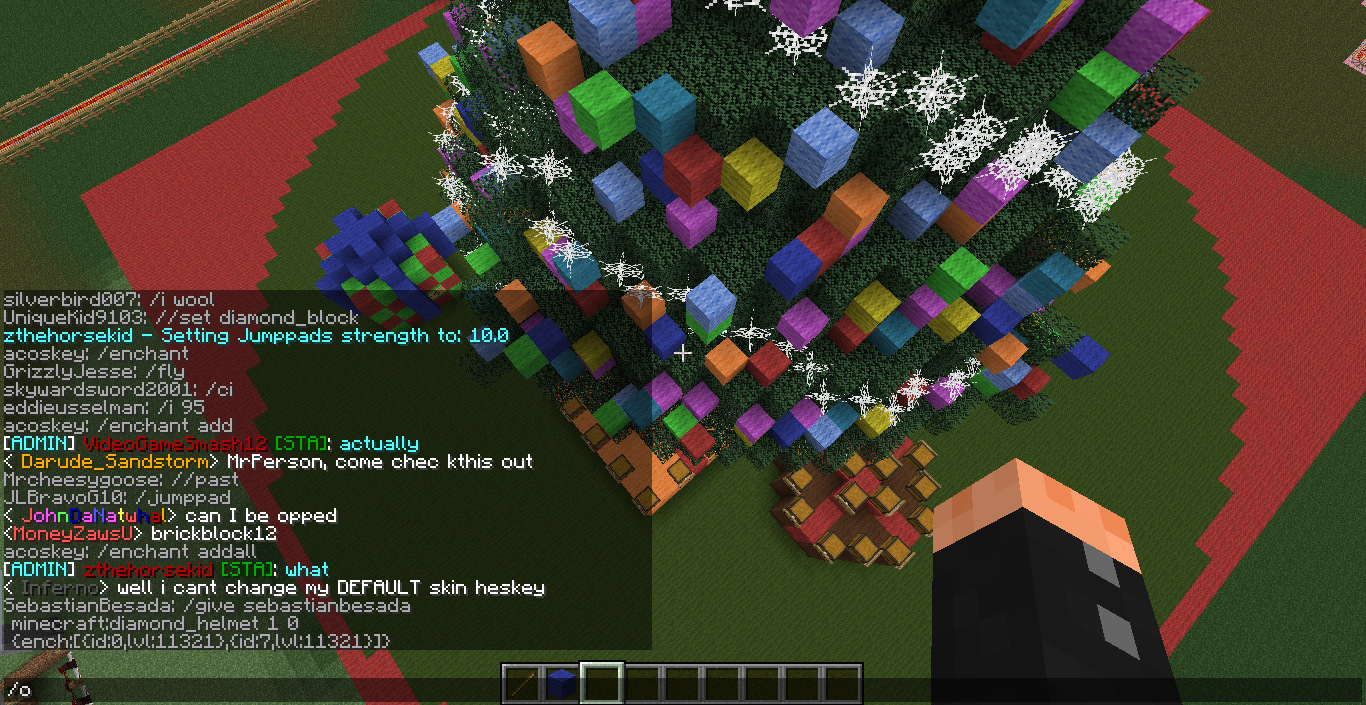 silverbird007: /i wool
UniqueKid9103: //set diamond_block
zthehorsekid - Setting Jumppads strength to: 10.0
acoskey: /enchant
GrizzlyJesse: /fly
skywardsword2001: /ci
eddieusselman: /i 95
acoskey: /enchant add
[ADMIN] VideoGameSmash12 [STA]: actually
< Darude_Sandstorm> MrPerson, come chec kthis out
Mrcheesygoose: //past
JLBravoG10: /jumppad
< JohnDaNatwhal> can I be opped
<MoneyZawsU> brickblock12
acoskey: /enchant addall
[ADMIN] zthehorsekid [STA]: what
< Inferno> well i cant change my DEFAULT skin heskey
SebastianBesada: /give sebastianbesada
minecraft:diamond_helmet 1 0
{ench:[{id:0,lvl:11321},{id:7,lvl:11321}]}
/o